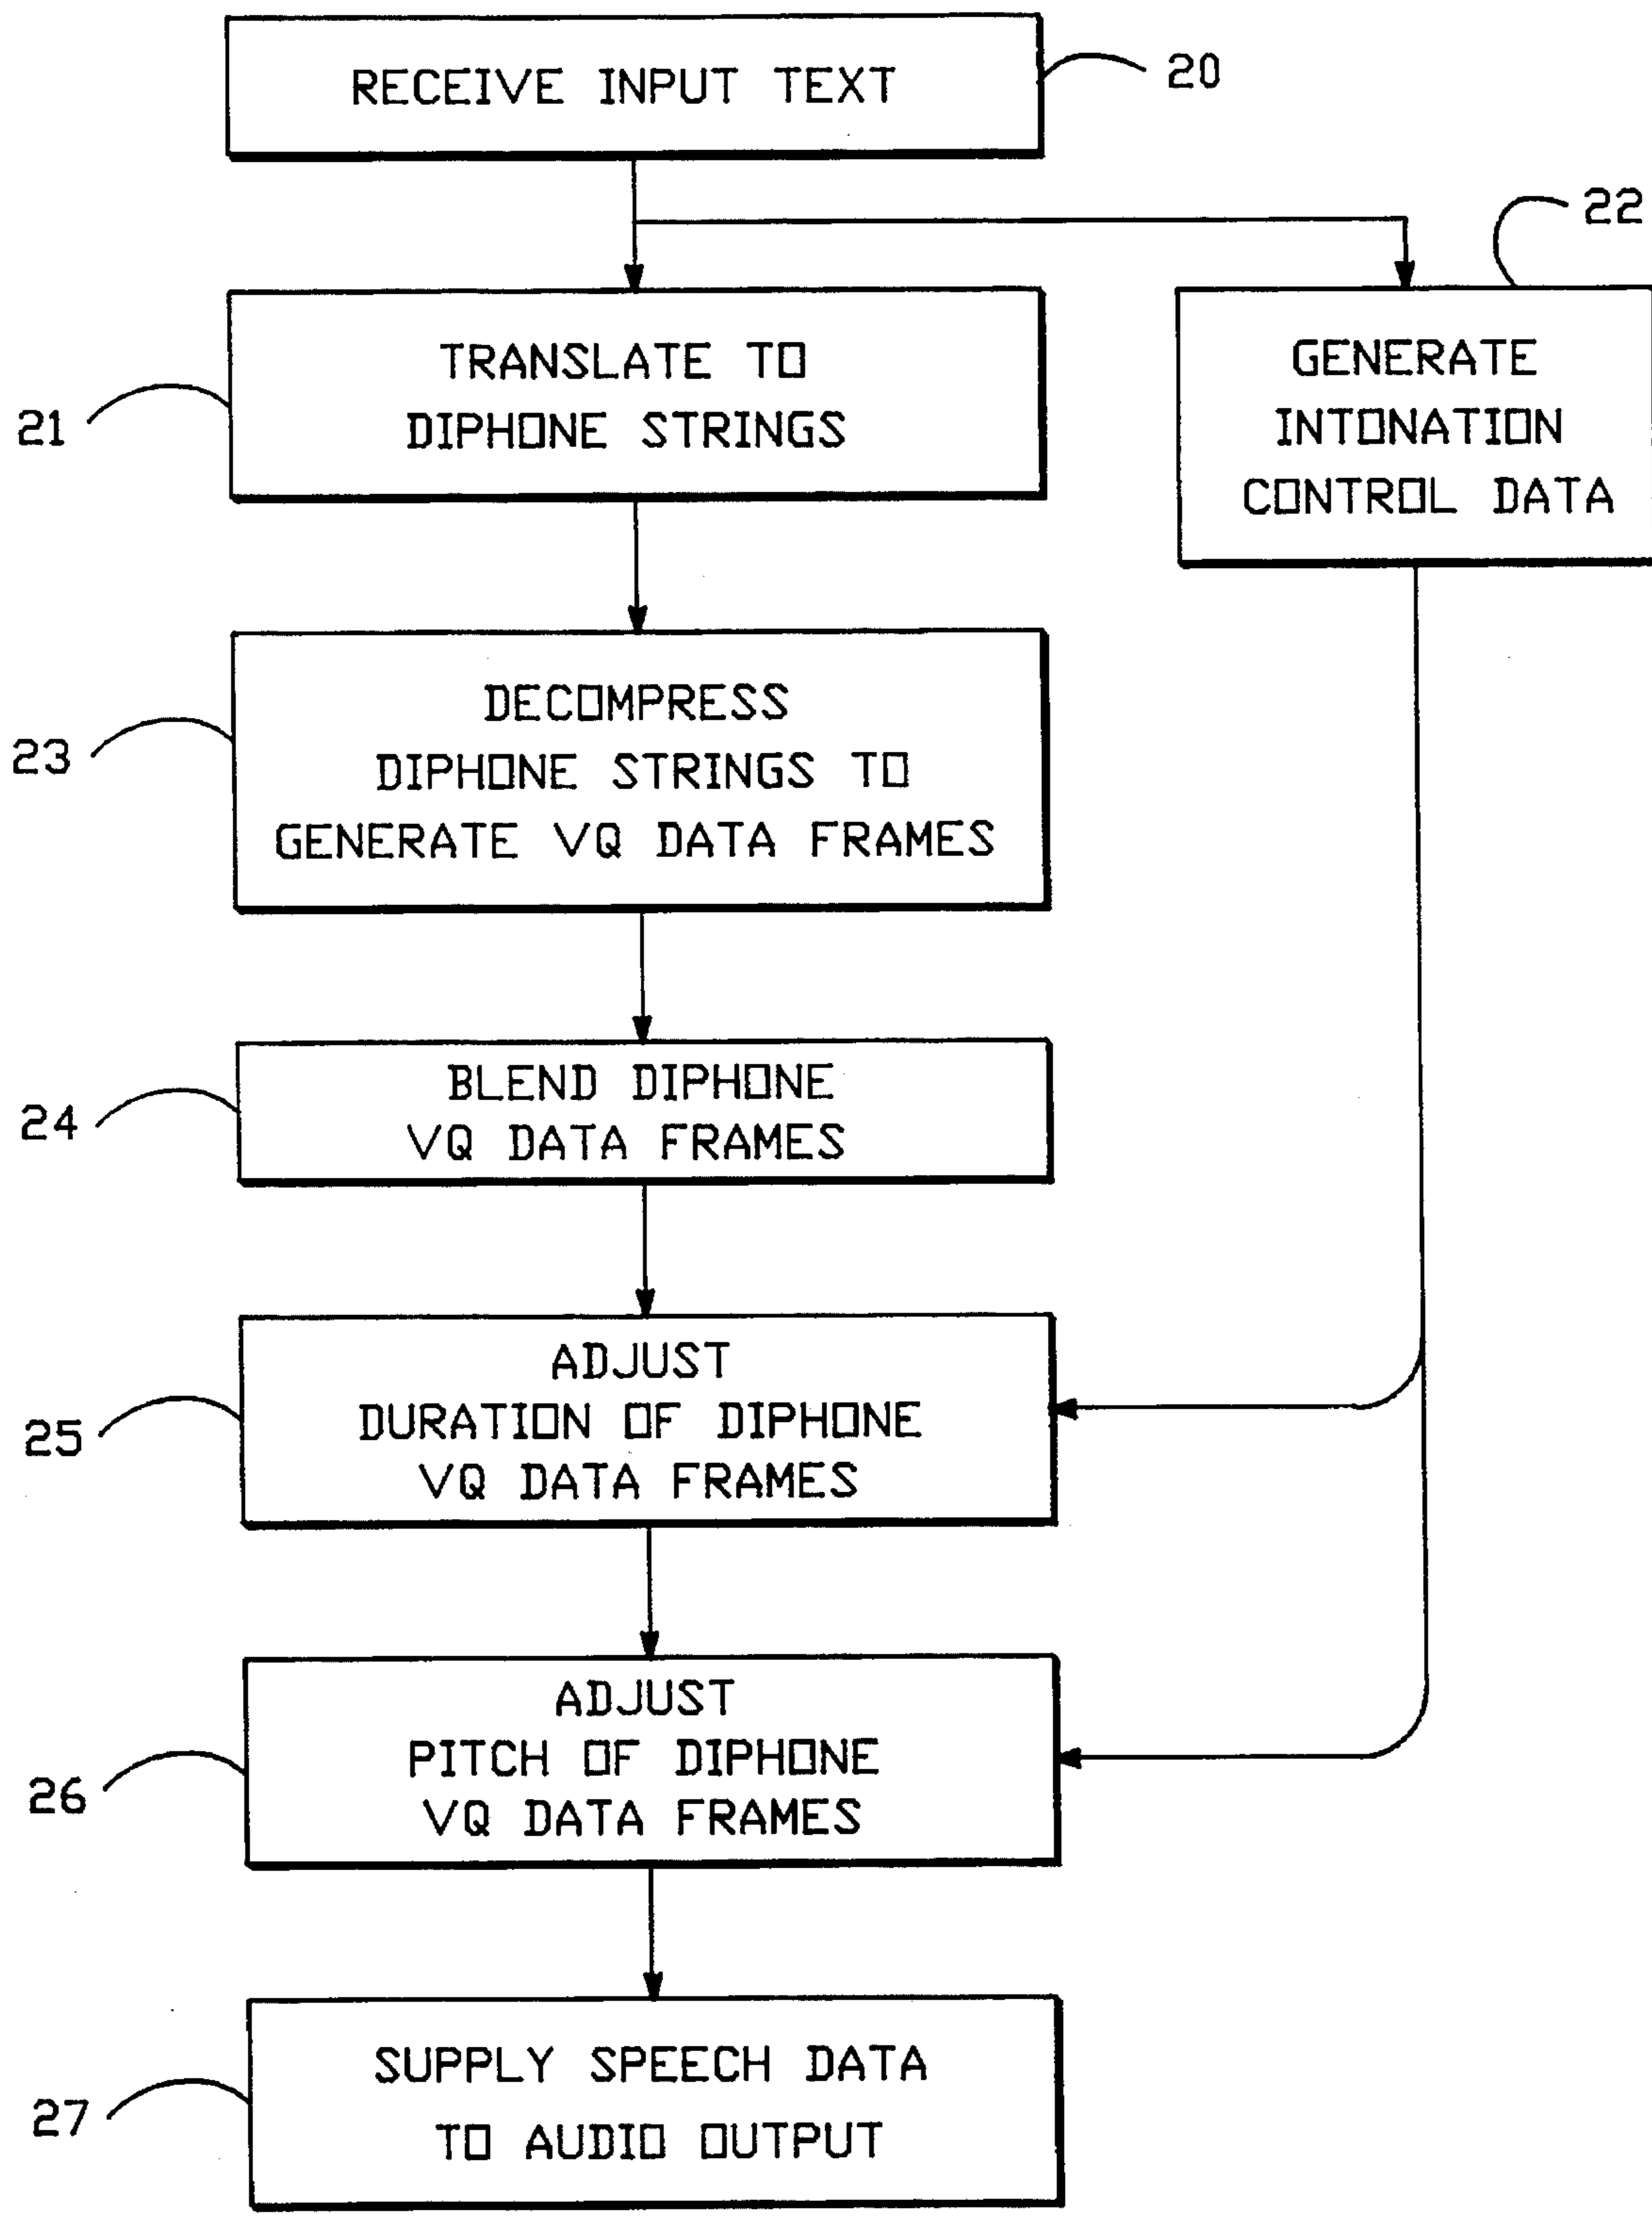 RECEIVE INPUT TEXT
20
22
TRANSLATE TO
DIPHONE STRINGS
21
GENERATE
INTONATION
CONTROL DATA
DECOMPRESS
DIPHONE STRINGS TO
GENERATE VQ DATA FRAMES
23
BLEND DIPHONE
VQ DATA FRAMES
24
ADJUST
DURATION OF DIPHONE
VQ DATA FRAMES
25
ADJUST
PITCH OF DIPHONE
VQ DATA FRAMES
26
SUPPLY SPEECH DATA
TO AUDIO OUTPUT
27